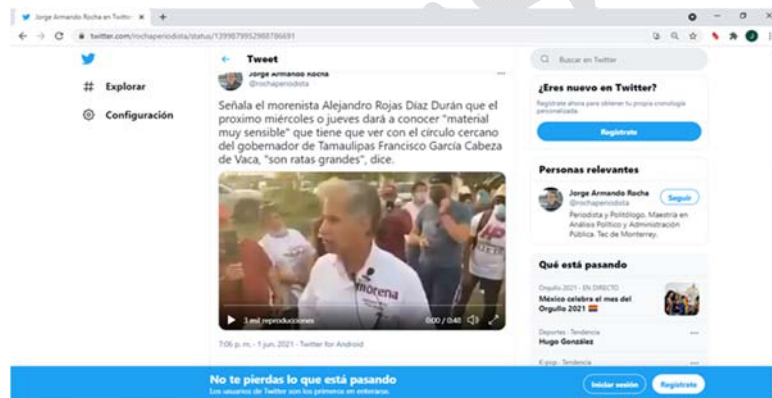 Jorge Armando Rocha en Twitter
twitter.com/rochaperiodista/status/1399879952988786691
Tweet
Jorge Armando Rocha
@rochaperiodista
Explorar
Configuración
Señala el morenista Alejandro Rojas Díaz Durán que el
proximo miércoles o jueves dará a conocer "material
muy sensible" que tiene que ver con el círculo cercano
del gobernador de Tamaulipas Francisco García Cabeza
de Vaca, "son ratas grandes", dice.
morena
3 mil reproducciones
0:00 / 0:48
7:06 p. m. · 1 jun. 2021 · Twitter for Android
Buscar en Twitter
¿Eres nuevo en Twitter?
Regístrate ahora para obtener tu propia cronología
personalizada.
Regístrate
Personas relevantes
Jorge Armando Rocha
@rochaperiodista
Seguir
Periodista y Politólogo. Maestría en
Análisis Político y Administración
Pública. Tec de Monterrey.
Qué está pasando
Orgullo 2021 · EN DIRECTO
México celebra el mes del
Orgullo 2021
Deportes · Tendencia
Hugo González
K-pop · Tendencia
No te pierdas lo que está pasando
Los usuarios de Twitter son los primeros en enterarse.
Iniciar sesión
Regístrate